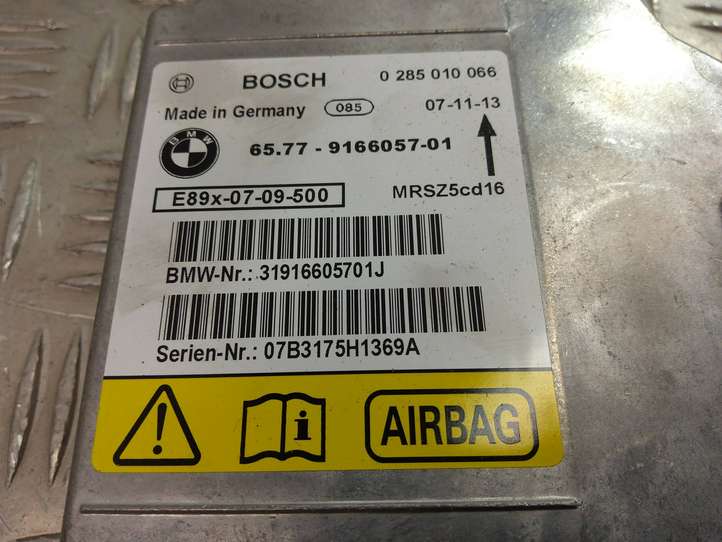 BOSCH 0 285 010 066
Made in Germany 085 07-11-13
BMW 65.77 - 9166057-01
E89x-07-09-500 MRSZ5cd16
BMW-Nr.: 31916605701J
Serien-Nr.: 07B3175H1369A
! i AIRBAG